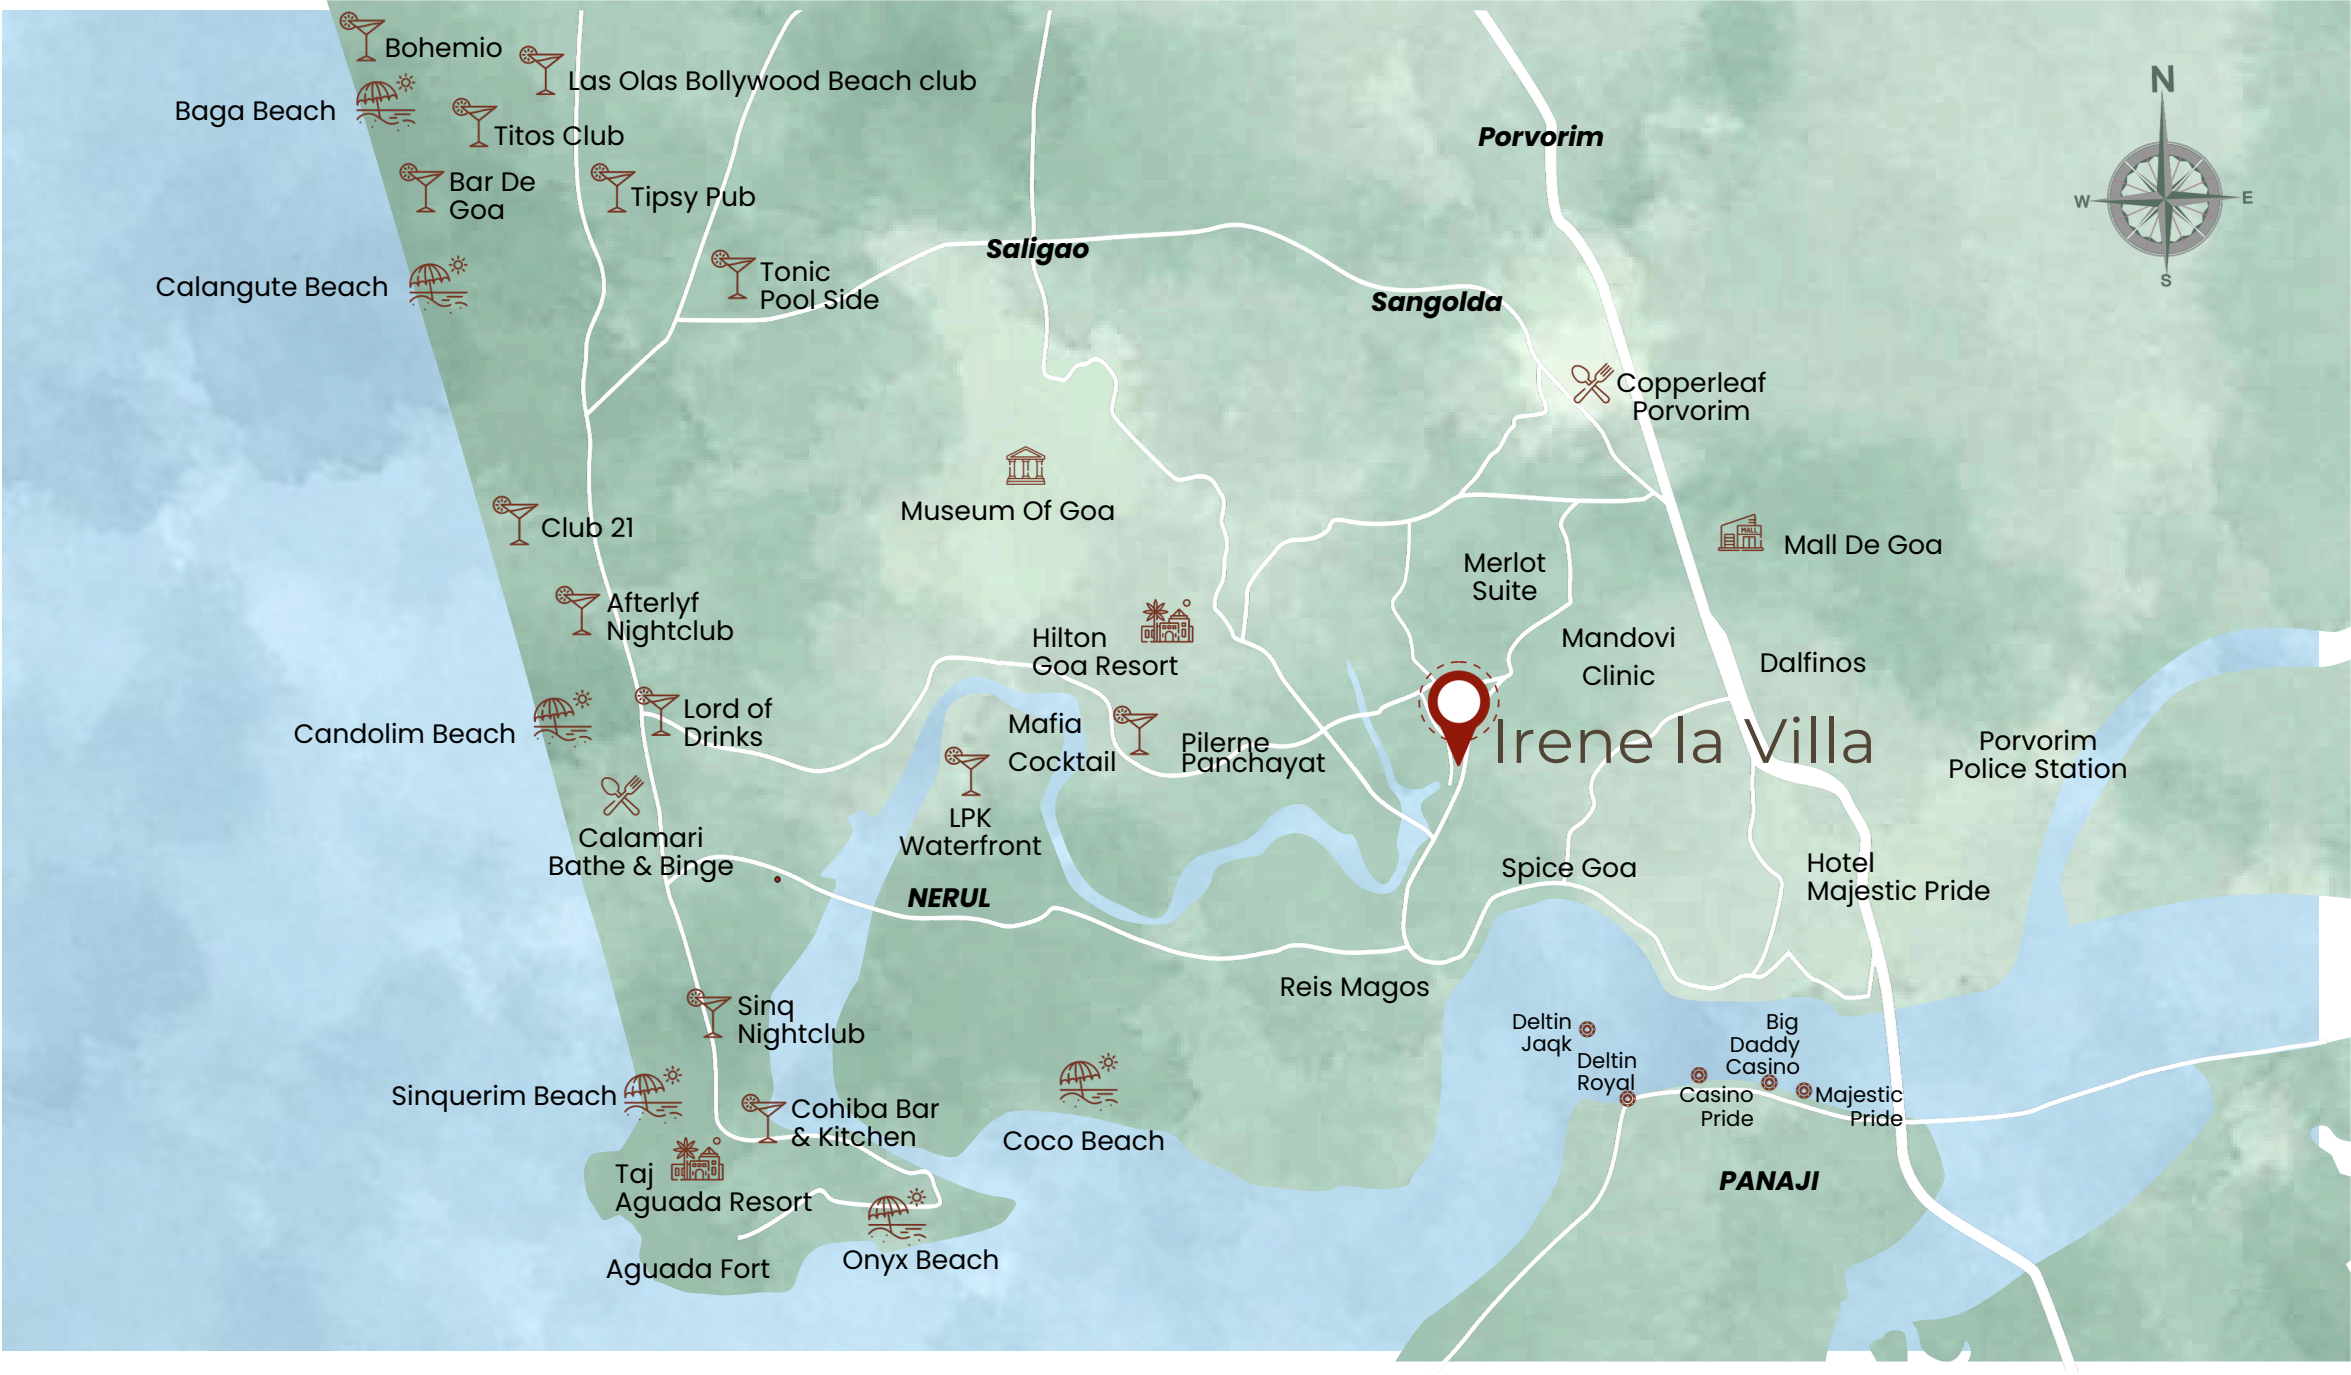 Bohemio
Las Olas Bollywood Beach club
Baga Beach
Titos Club
Bar De
Goa
Tipsy Pub
Calangute Beach
Tonic
Pool Side
Saligao
Porvorim
Sangolda
N
W
E
S
Copperleaf
Porvorim
Museum Of Goa
Club 21
Afterlyf
Nightclub
Merlot
Suite
MALL
Mall De Goa
Hilton
Goa Resort
Mandovi
Clinic
Dalfinos
Candolim Beach
Lord of
Drinks
Mafia
Cocktail
Pilerne
Panchayat
Irene la Villa
Porvorim
Police Station
Calamari
Bathe & Binge
LPK
Waterfront
NERUL
Spice Goa
Hotel
Majestic Pride
Reis Magos
Sinq
Nightclub
Sinquerim Beach
Cohiba Bar
& Kitchen
Coco Beach
Deltin
Jaqk
Deltin
Royal
Big
Daddy
Casino
Casino
Pride
Majestic
Pride
PANAJI
Taj
Aguada Resort
Aguada Fort
Onyx Beach